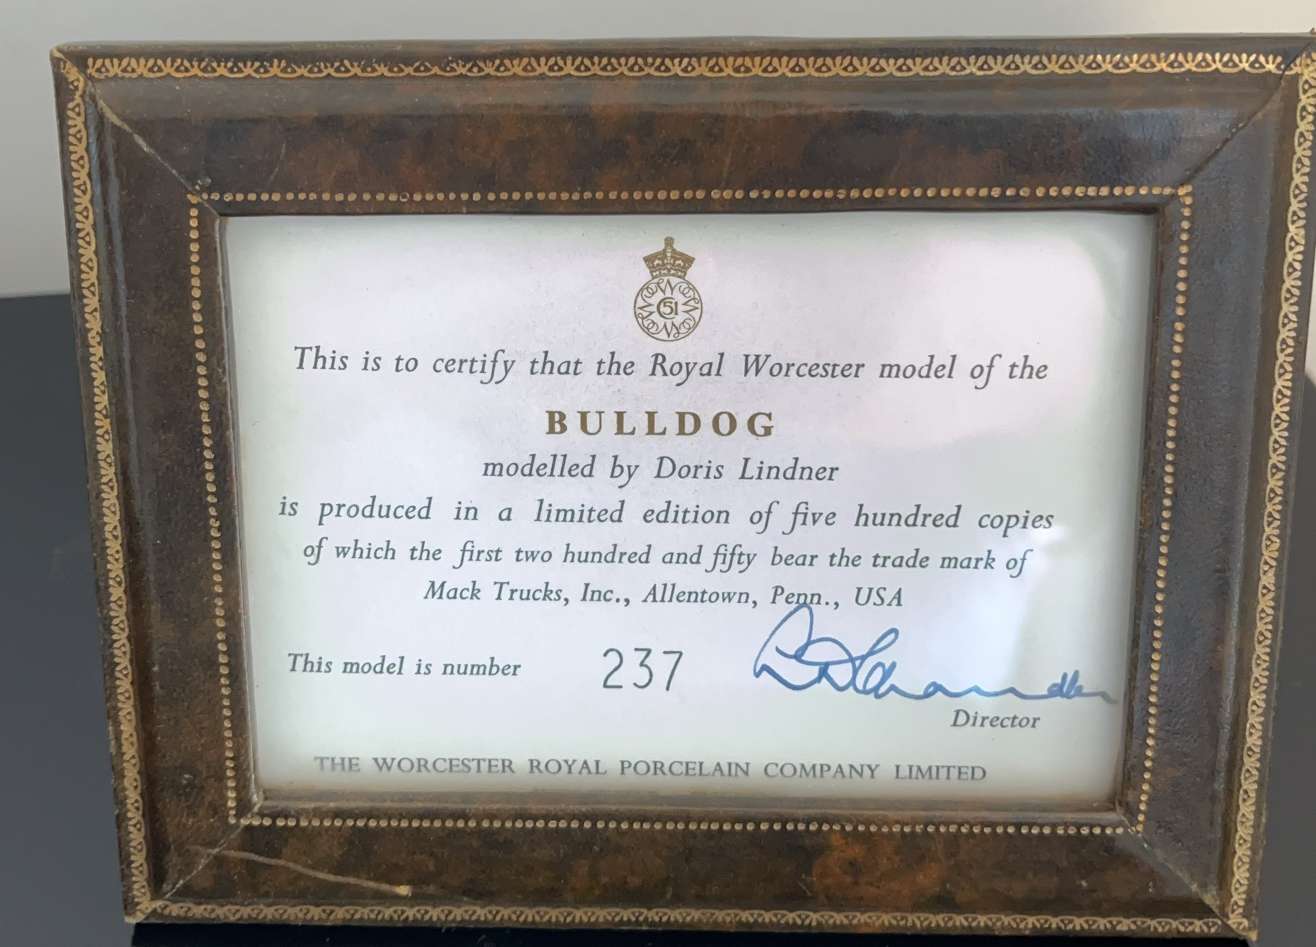 51
This is to certify that the Royal Worcester model of the
BULLDOG
modelled by Doris Lindner
is produced in a limited edition of five hundred copies
of which the first two hundred and fifty bear the trade mark of
Mack Trucks, Inc., Allentown, Penn., USA
This model is number 237
Director
THE WORCESTER ROYAL PORCELAIN COMPANY LIMITED